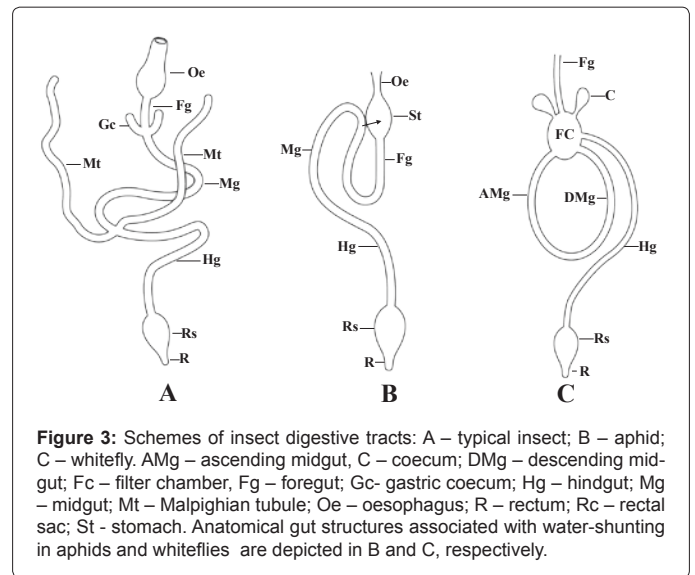 Oe
Fg
Gc
Mt
Mt
Mg
Hg
Rs
R
A
Oe
St
Mg
Fg
Hg
Rs
R
B
Fg
C
FC
AMg
DMg
Hg
Rs
R
C
Figure 3: Schemes of insect digestive tracts: A – typical insect; B – aphid;
C – whitefly. AMg – ascending midgut, C – coecum; DMg – descending mid-
gut; Fc – filter chamber, Fg – foregut; Gc- gastric coecum; Hg – hindgut; Mg
– midgut; Mt – Malpighian tubule; Oe – oesophagus; R – rectum; Rc – rectal
sac; St - stomach. Anatomical gut structures associated with water-shunting
in aphids and whiteflies are depicted in B and C, respectively.